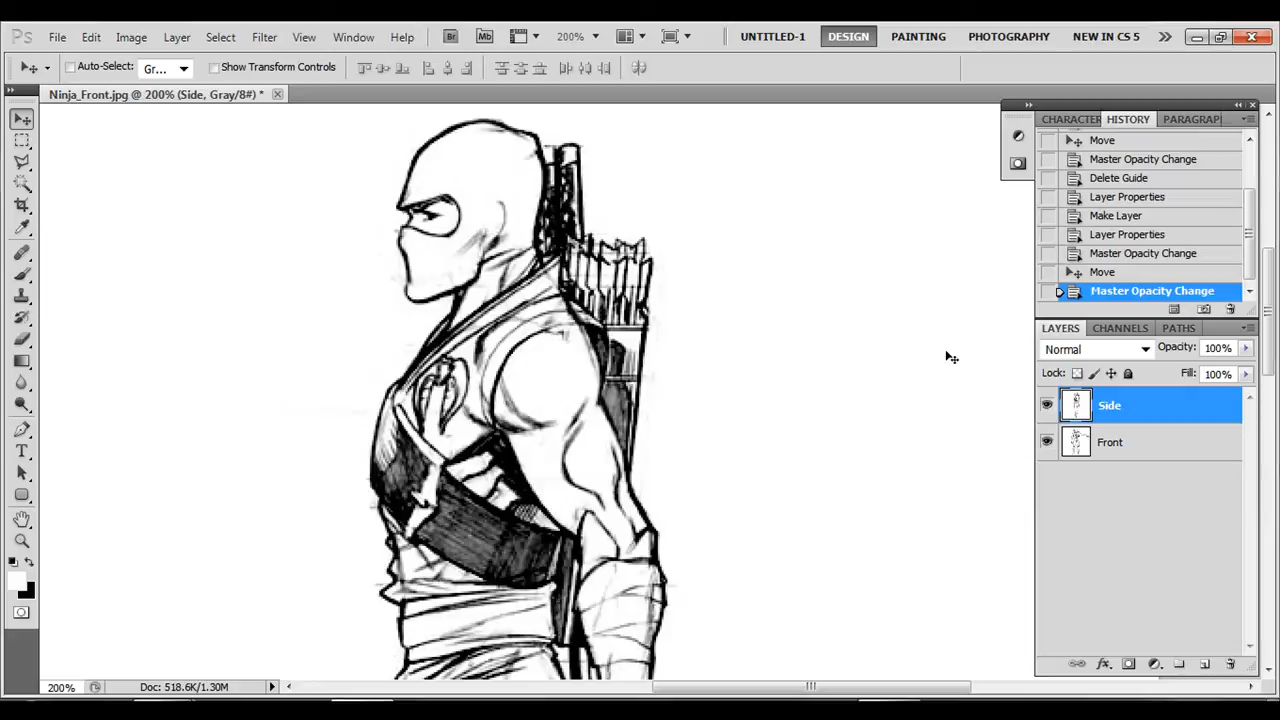 Ps File Edit Image Layer Select Filter View Window Help Br Mb 200% UNTITLED-1 DESIGN PAINTING PHOTOGRAPHY NEW IN CS 5
Auto-Select: Gr... Show Transform Controls
Ninja_Front.jpg @ 200% (Side, Gray/8#) *
CHARACTER HISTORY PARAGRAP
Move
Master Opacity Change
Delete Guide
Layer Properties
Make Layer
Layer Properties
Master Opacity Change
Move
Master Opacity Change
LAYERS CHANNELS PATHS
Normal Opacity: 100%
Lock: Fill: 100%
Side
Front
200% Doc: 518.6K/1.30M